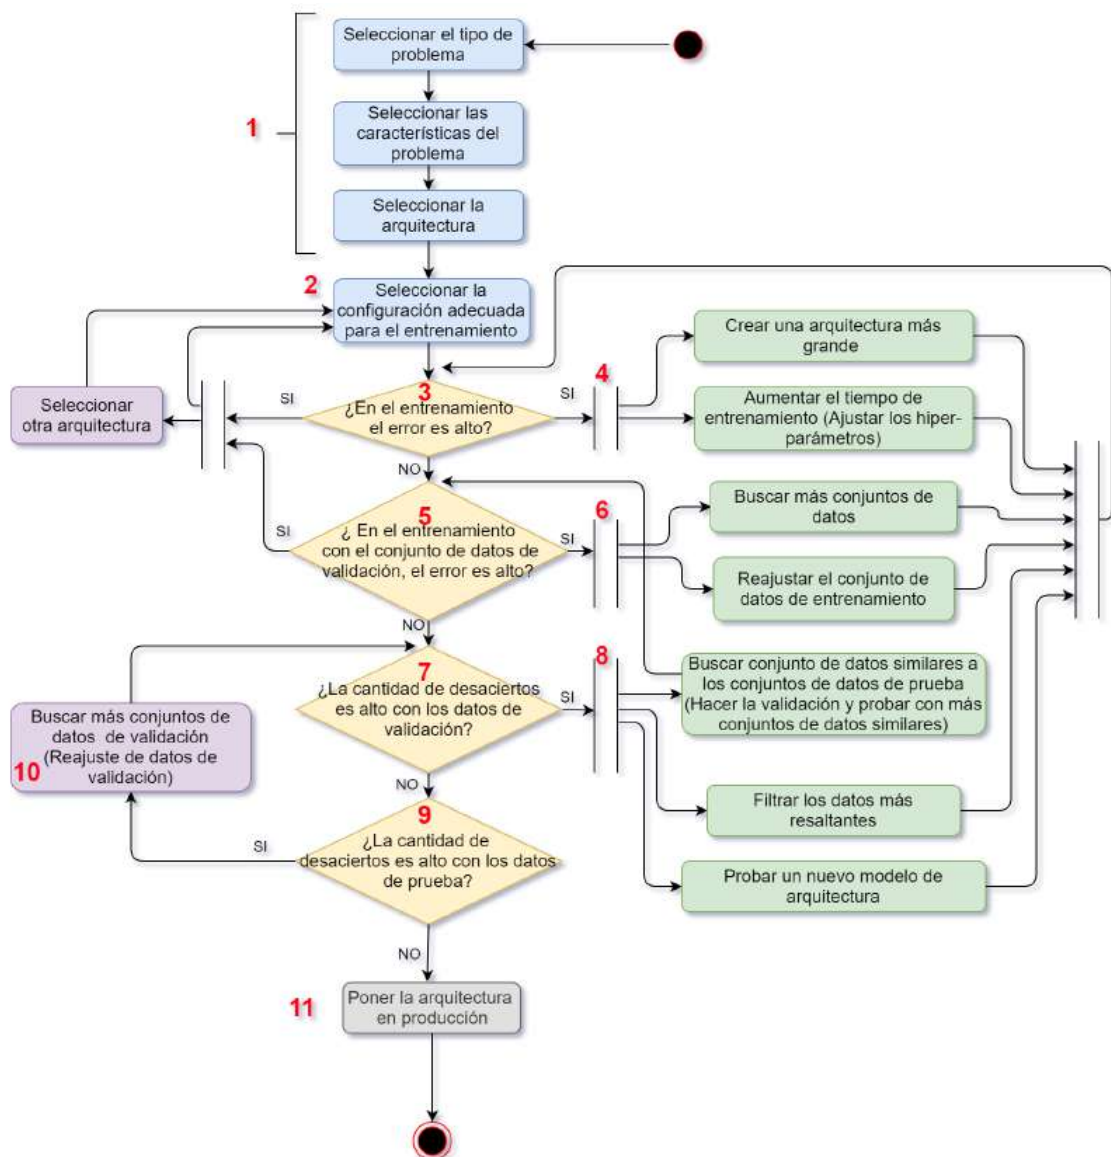 Seleccionar el tipo de
problema
1
Seleccionar las
características del
problema
Seleccionar la
arquitectura
2
Seleccionar la
configuración adecuada
para el entrenamiento
Crear una arquitectura más
grande
4
SI
3
SI
¿En el entrenamiento
el error es alto?
Seleccionar
otra arquitectura
Aumentar el tiempo de
entrenamiento (Ajustar los hiper-
parámetros)
NO
Buscar más conjuntos de
datos
5
6
SI
SI
¿ En el entrenamiento
con el conjunto de datos de
validación, el error es alto?
Reajustar el conjunto de
datos de entrenamiento
NO
7
8
¿La cantidad de desaciertos
es alto con los datos de
validación?
SI
Buscar conjunto de datos similares a
los conjuntos de datos de prueba
(Hacer la validación y probar con más
conjuntos de datos similares)
Buscar más conjuntos de
datos de validación
(Reajuste de datos de
validación)
10
NO
Filtrar los datos más
resaltantes
9
SI
¿La cantidad de
desaciertos es alto con los datos
de prueba?
Probar un nuevo modelo de
arquitectura
NO
11
Poner la arquitectura
en producción